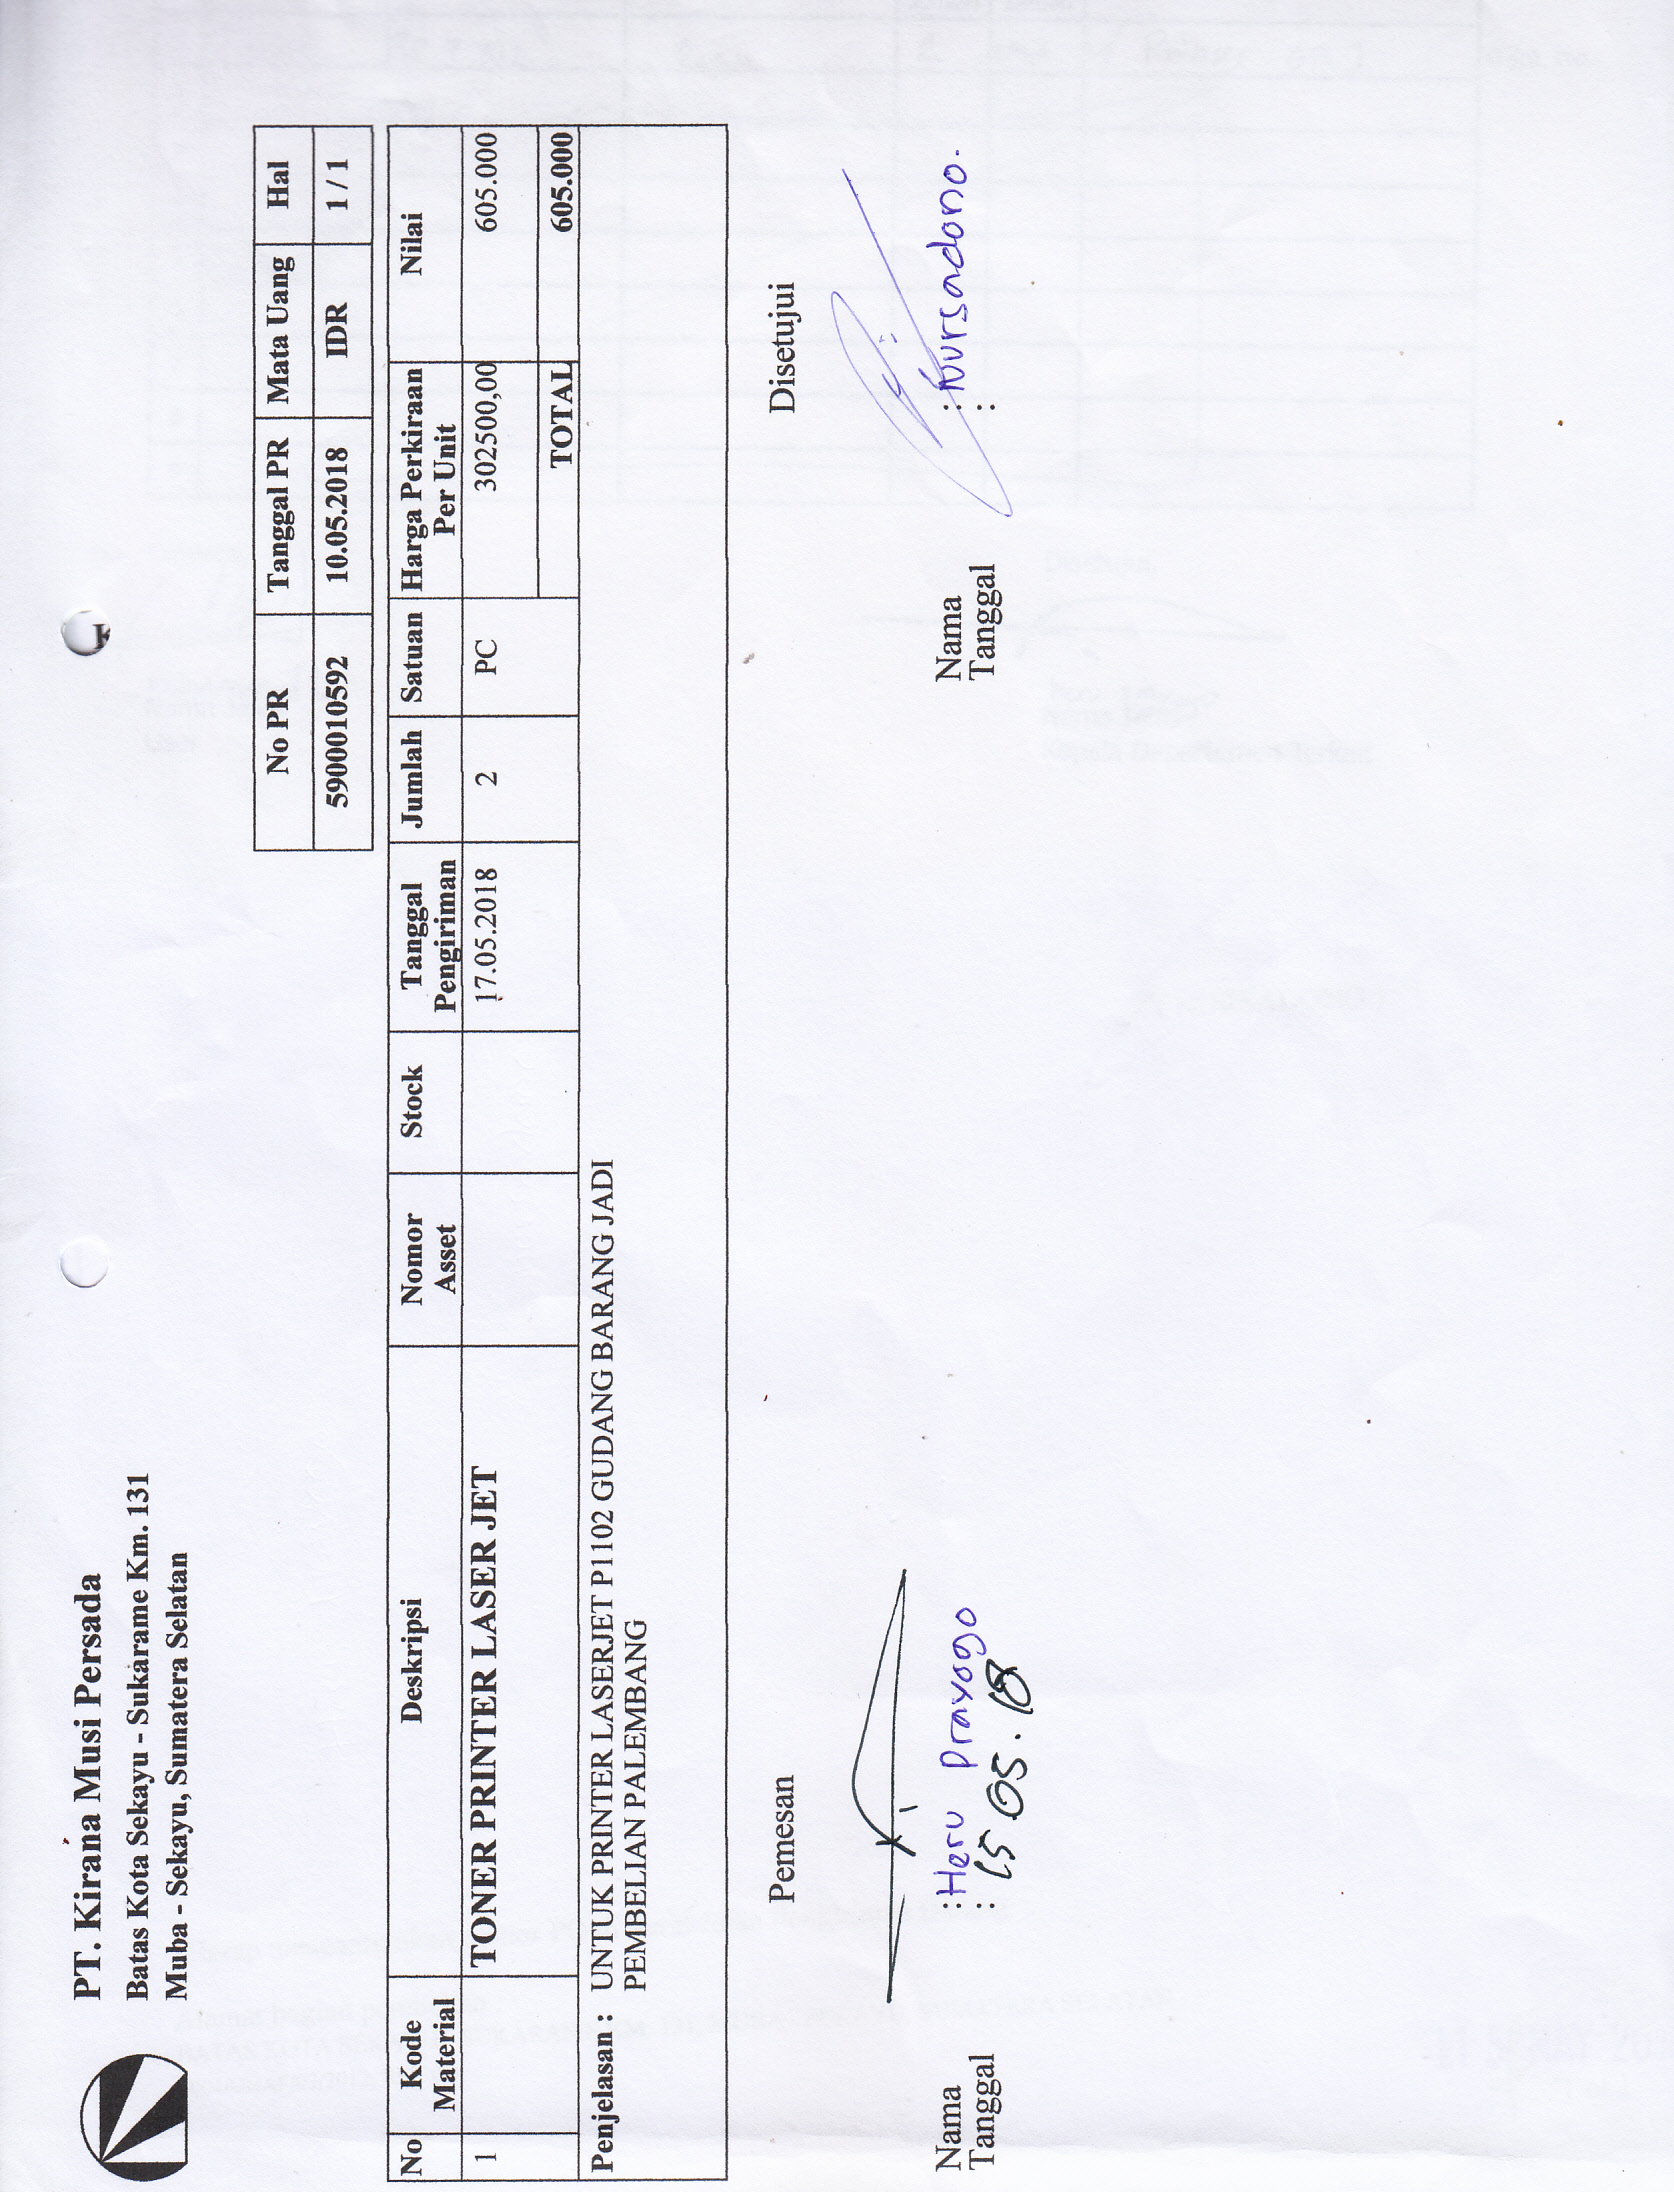 PT. Kirana Musi Persada
Batas Kota Sekayu - Sukarame Km. 131
Muba - Sekayu, Sumatera Selatan
No PR Tanggal PR Mata Uang Hal
5900010592 10.05.2018 IDR 1 / 1
No Kode Material Deskripsi Nomor Asset Stock Tanggal Pengiriman Jumlah Satuan Harga Perkiraan Per Unit Nilai
1 TONER PRINTER LASER JET 17.05.2018 2 PC 302500,00 605.000
TOTAL 605.000
Penjelasan : UNTUK PRINTER LASERJET P1102 GUDANG BARANG JADI
PEMBELIAN PALEMBANG
Pemesan Disetujui
Nama : Heru Prayogo Nama : Nursadono.
Tanggal : 15 05. 18 Tanggal :